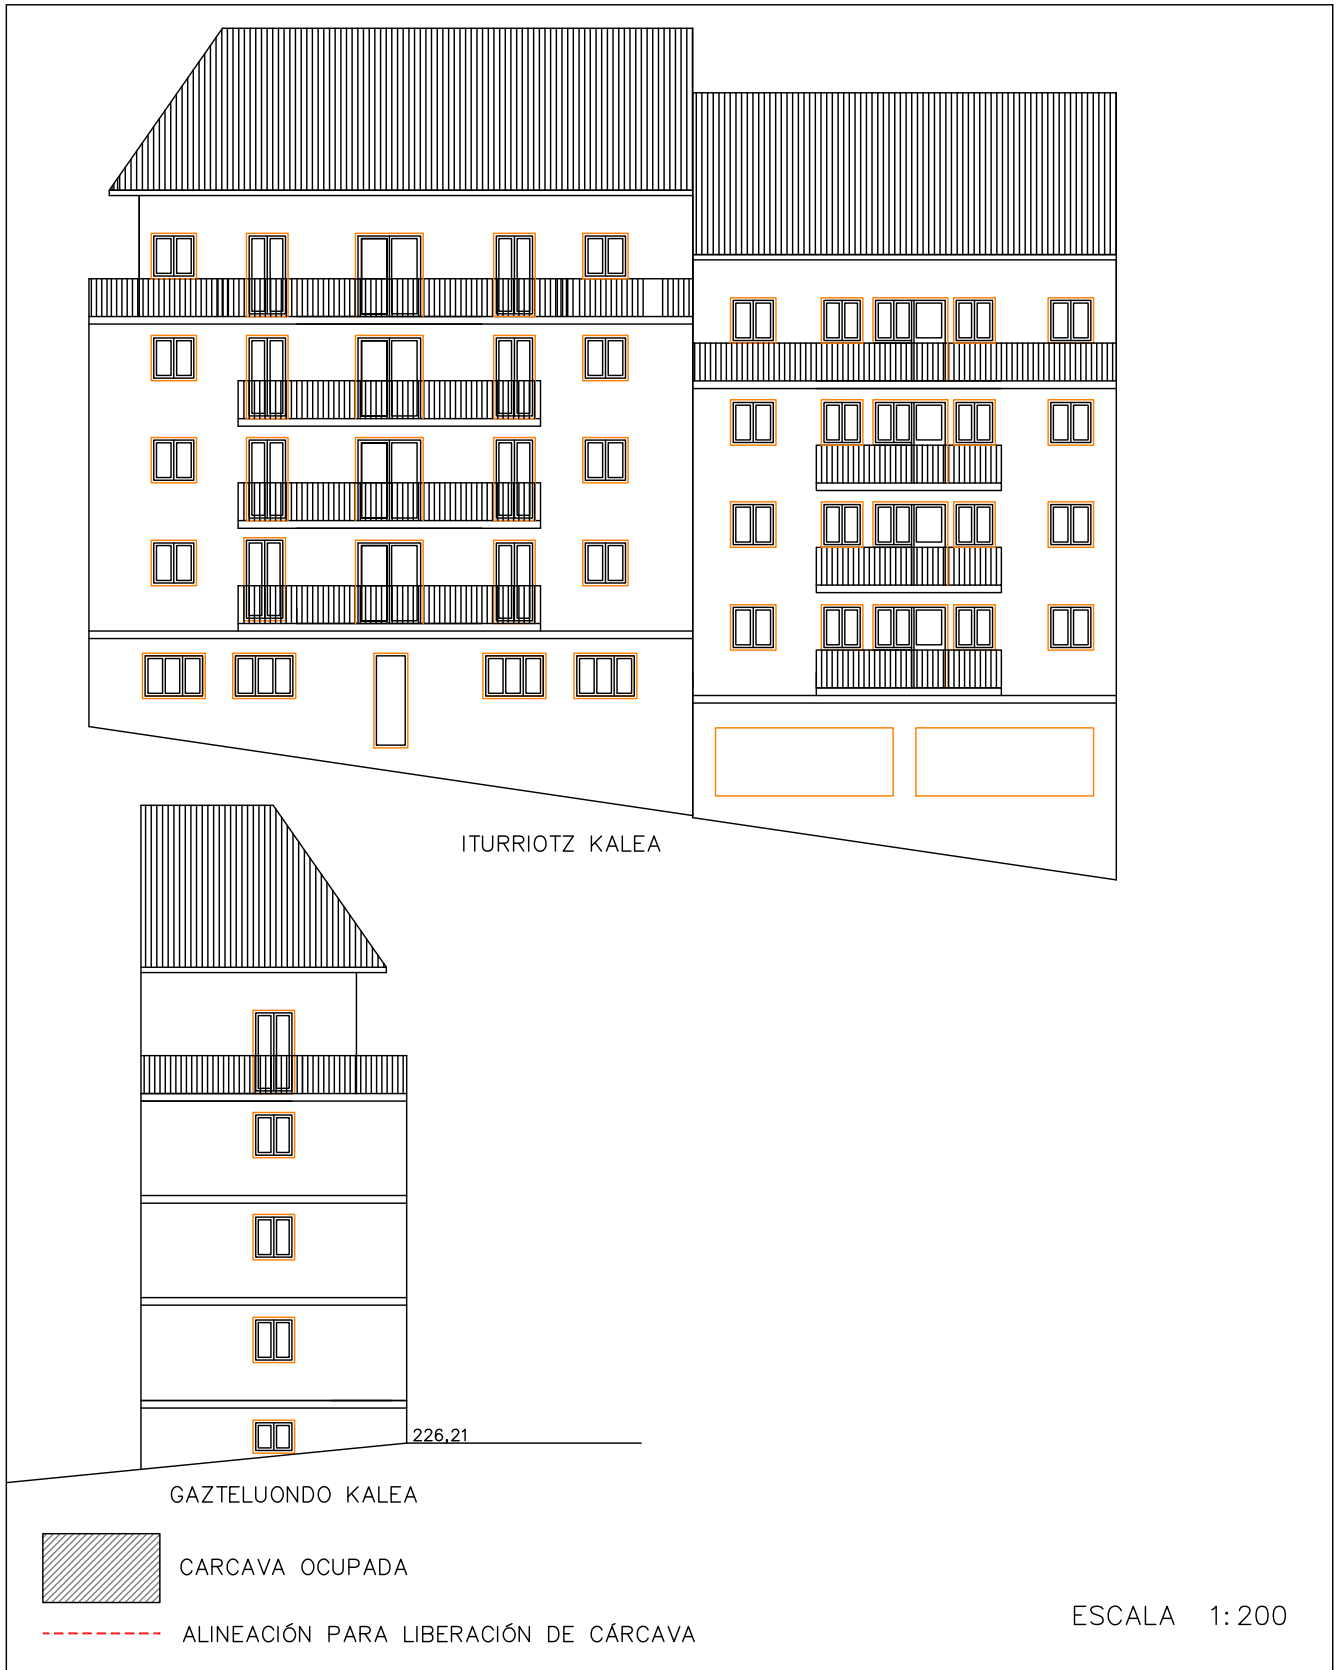 ITURRIOTZ KALEA
226,21
GAZTELUONDO KALEA
CARCAVA OCUPADA
ALINEACIÓN PARA LIBERACIÓN DE CÁRCAVA
ESCALA 1:200